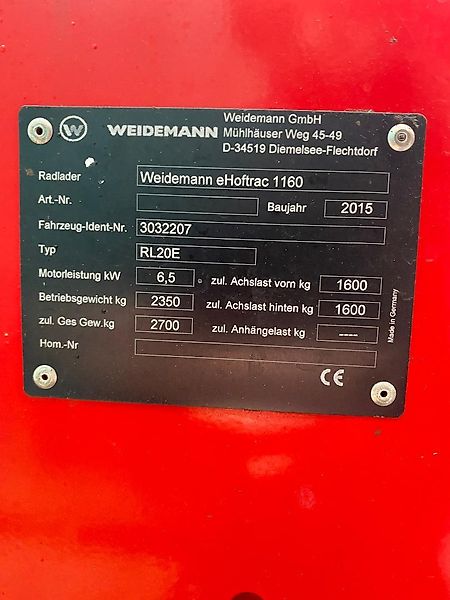 W WEIDEMANN
Weidemann GmbH
Mühlhäuser Weg 45-49
D-34519 Diemelsee-Flechtdorf
Radlader Weidemann eHoftrac 1160
Art.-Nr. Baujahr 2015
Fahrzeug-Ident-Nr. 3032207
Typ RL20E
Motorleistung kW 6,5 zul. Achslast vorn kg 1600
Betriebsgewicht kg 2350 zul. Achslast hinten kg 1600
zul. Ges Gew.kg 2700 zul. Anhängelast kg ----
Hom.-Nr
CE
Made in Germany